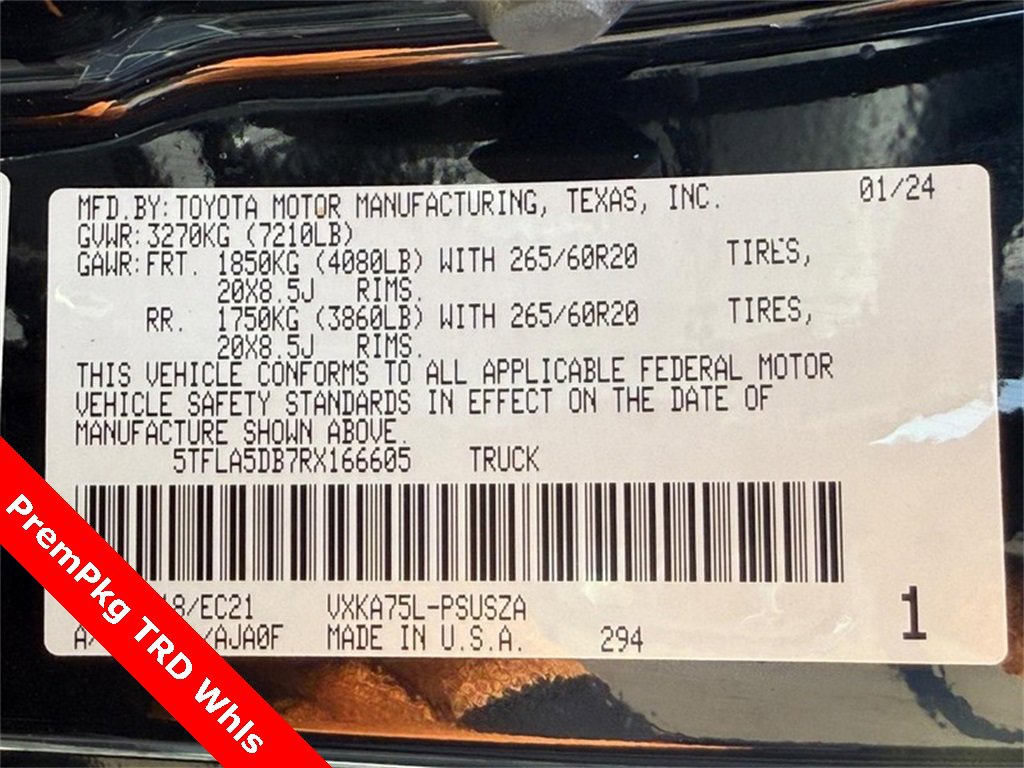 MFD.BY:TOYOTA MOTOR MANUFACTURING, TEXAS, INC. 01/24
GVWR:3270KG (7210LB)
GAWR:FRT. 1850KG (4080LB) WITH 265/60R20 TIRES,
20X8.5J RIMS.
RR. 1750KG (3860LB) WITH 265/60R20 TIRES,
20X8.5J RIMS.
THIS VEHICLE CONFORMS TO ALL APPLICABLE FEDERAL MOTOR
VEHICLE SAFETY STANDARDS IN EFFECT ON THE DATE OF
MANUFACTURE SHOWN ABOVE.
5TFLA5DB7RX166605 TRUCK
8/EC21 VXKA75L-PSUSZA
/AJA0F MADE IN U.S.A. 294
1
PremPkg TRD Whls